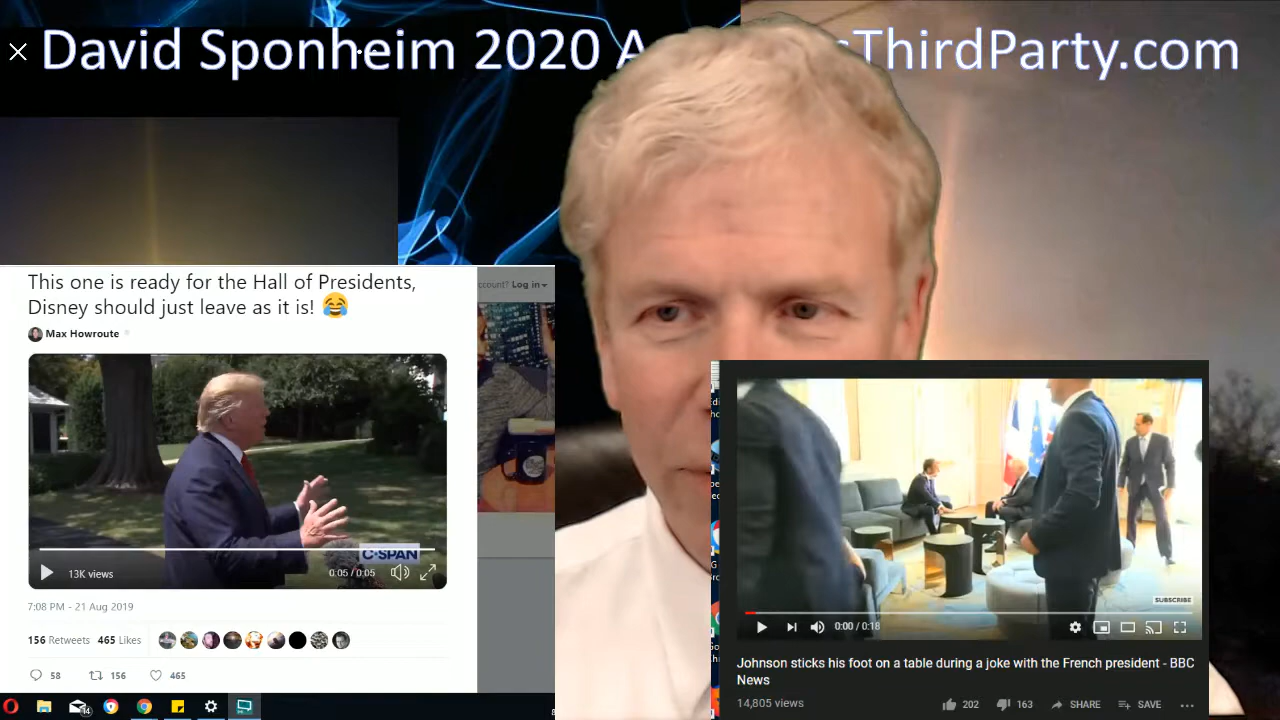 David Sponheim 2020 A
sThirdParty.com
This one is ready for the Hall of Presidents,
Disney should just leave as it is! 😂
ccount? Log in
Max Howroute
C·SPAN
13K views
0:05 / 0:05
7:08 PM - 21 Aug 2019
156 Retweets 465 Likes
58 156 465
SUBSCRIBE
0:00 / 0:18
Johnson sticks his foot on a table during a joke with the French president - BBC
News
14,805 views
202 163 SHARE SAVE